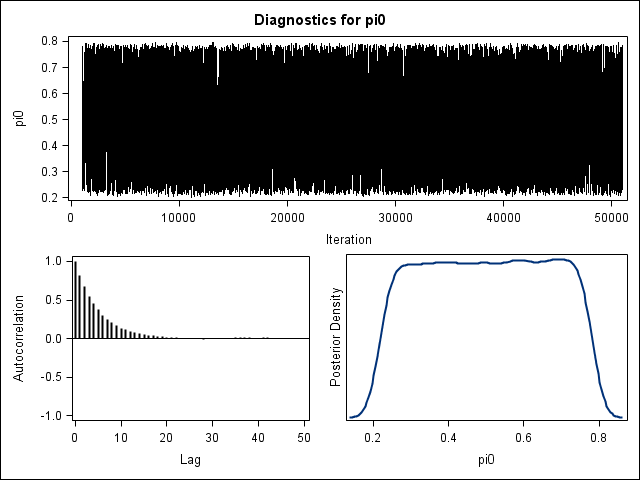 Diagnostics for pi0
0.8
0.7
0.6
0.5
0.4
0.3
0.2
pi0
0 10000 20000 30000 40000 50000
Iteration
1.0
0.5
0.0
-0.5
-1.0
Autocorrelation
0 10 20 30 40 50
Lag
Posterior Density
0.2 0.4 0.6 0.8
pi0